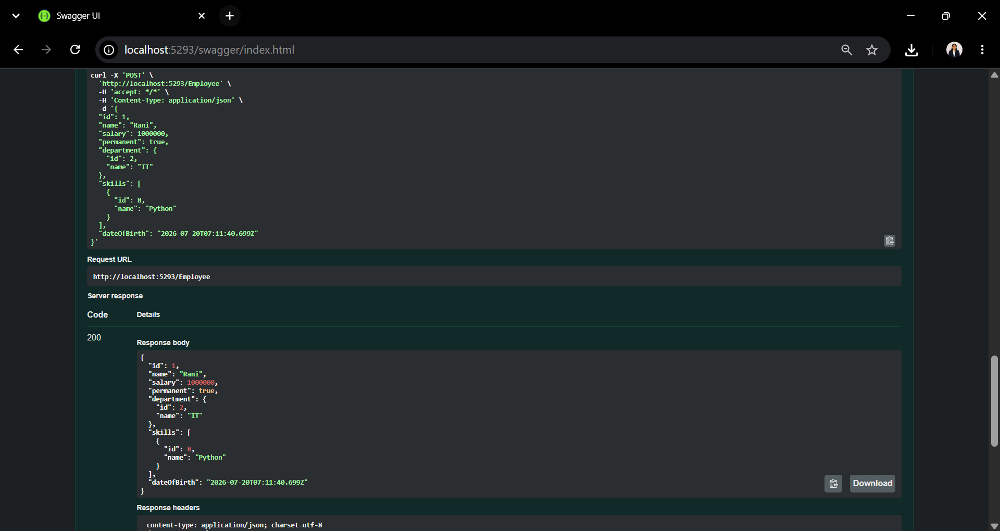 Swagger UI
localhost:5293/swagger/index.html
curl -X 'POST' \
  'http://localhost:5293/Employee' \
  -H 'accept: */*' \
  -H 'Content-Type: application/json' \
  -d '{
  "id": 1,
  "name": "Rani",
  "salary": 1000000,
  "permanent": true,
  "department": {
    "id": 2,
    "name": "IT"
  },
  "skills": [
    {
      "id": 8,
      "name": "Python"
    }
  ],
  "dateOfBirth": "2026-07-20T07:11:40.699Z"
}'
Request URL
http://localhost:5293/Employee
Server response
Code Details
200
Response body
{
  "id": 1,
  "name": "Rani",
  "salary": 1000000,
  "permanent": true,
  "department": {
    "id": 2,
    "name": "IT"
  },
  "skills": [
    {
      "id": 8,
      "name": "Python"
    }
  ],
  "dateOfBirth": "2026-07-20T07:11:40.699Z"
}
Download
Response headers
content-type: application/json; charset=utf-8